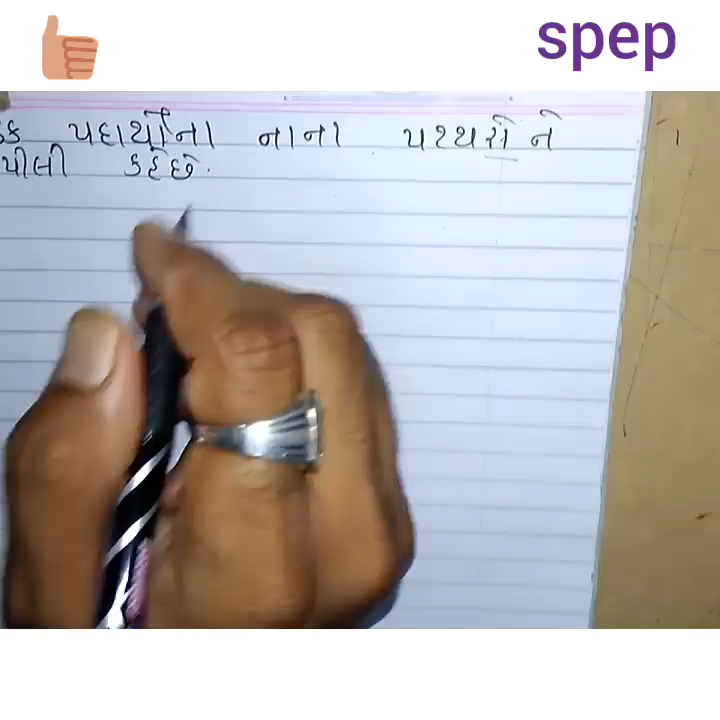 spep
પદાર્થોના નાના પથ્થરો ને
પીલી કહેછે.